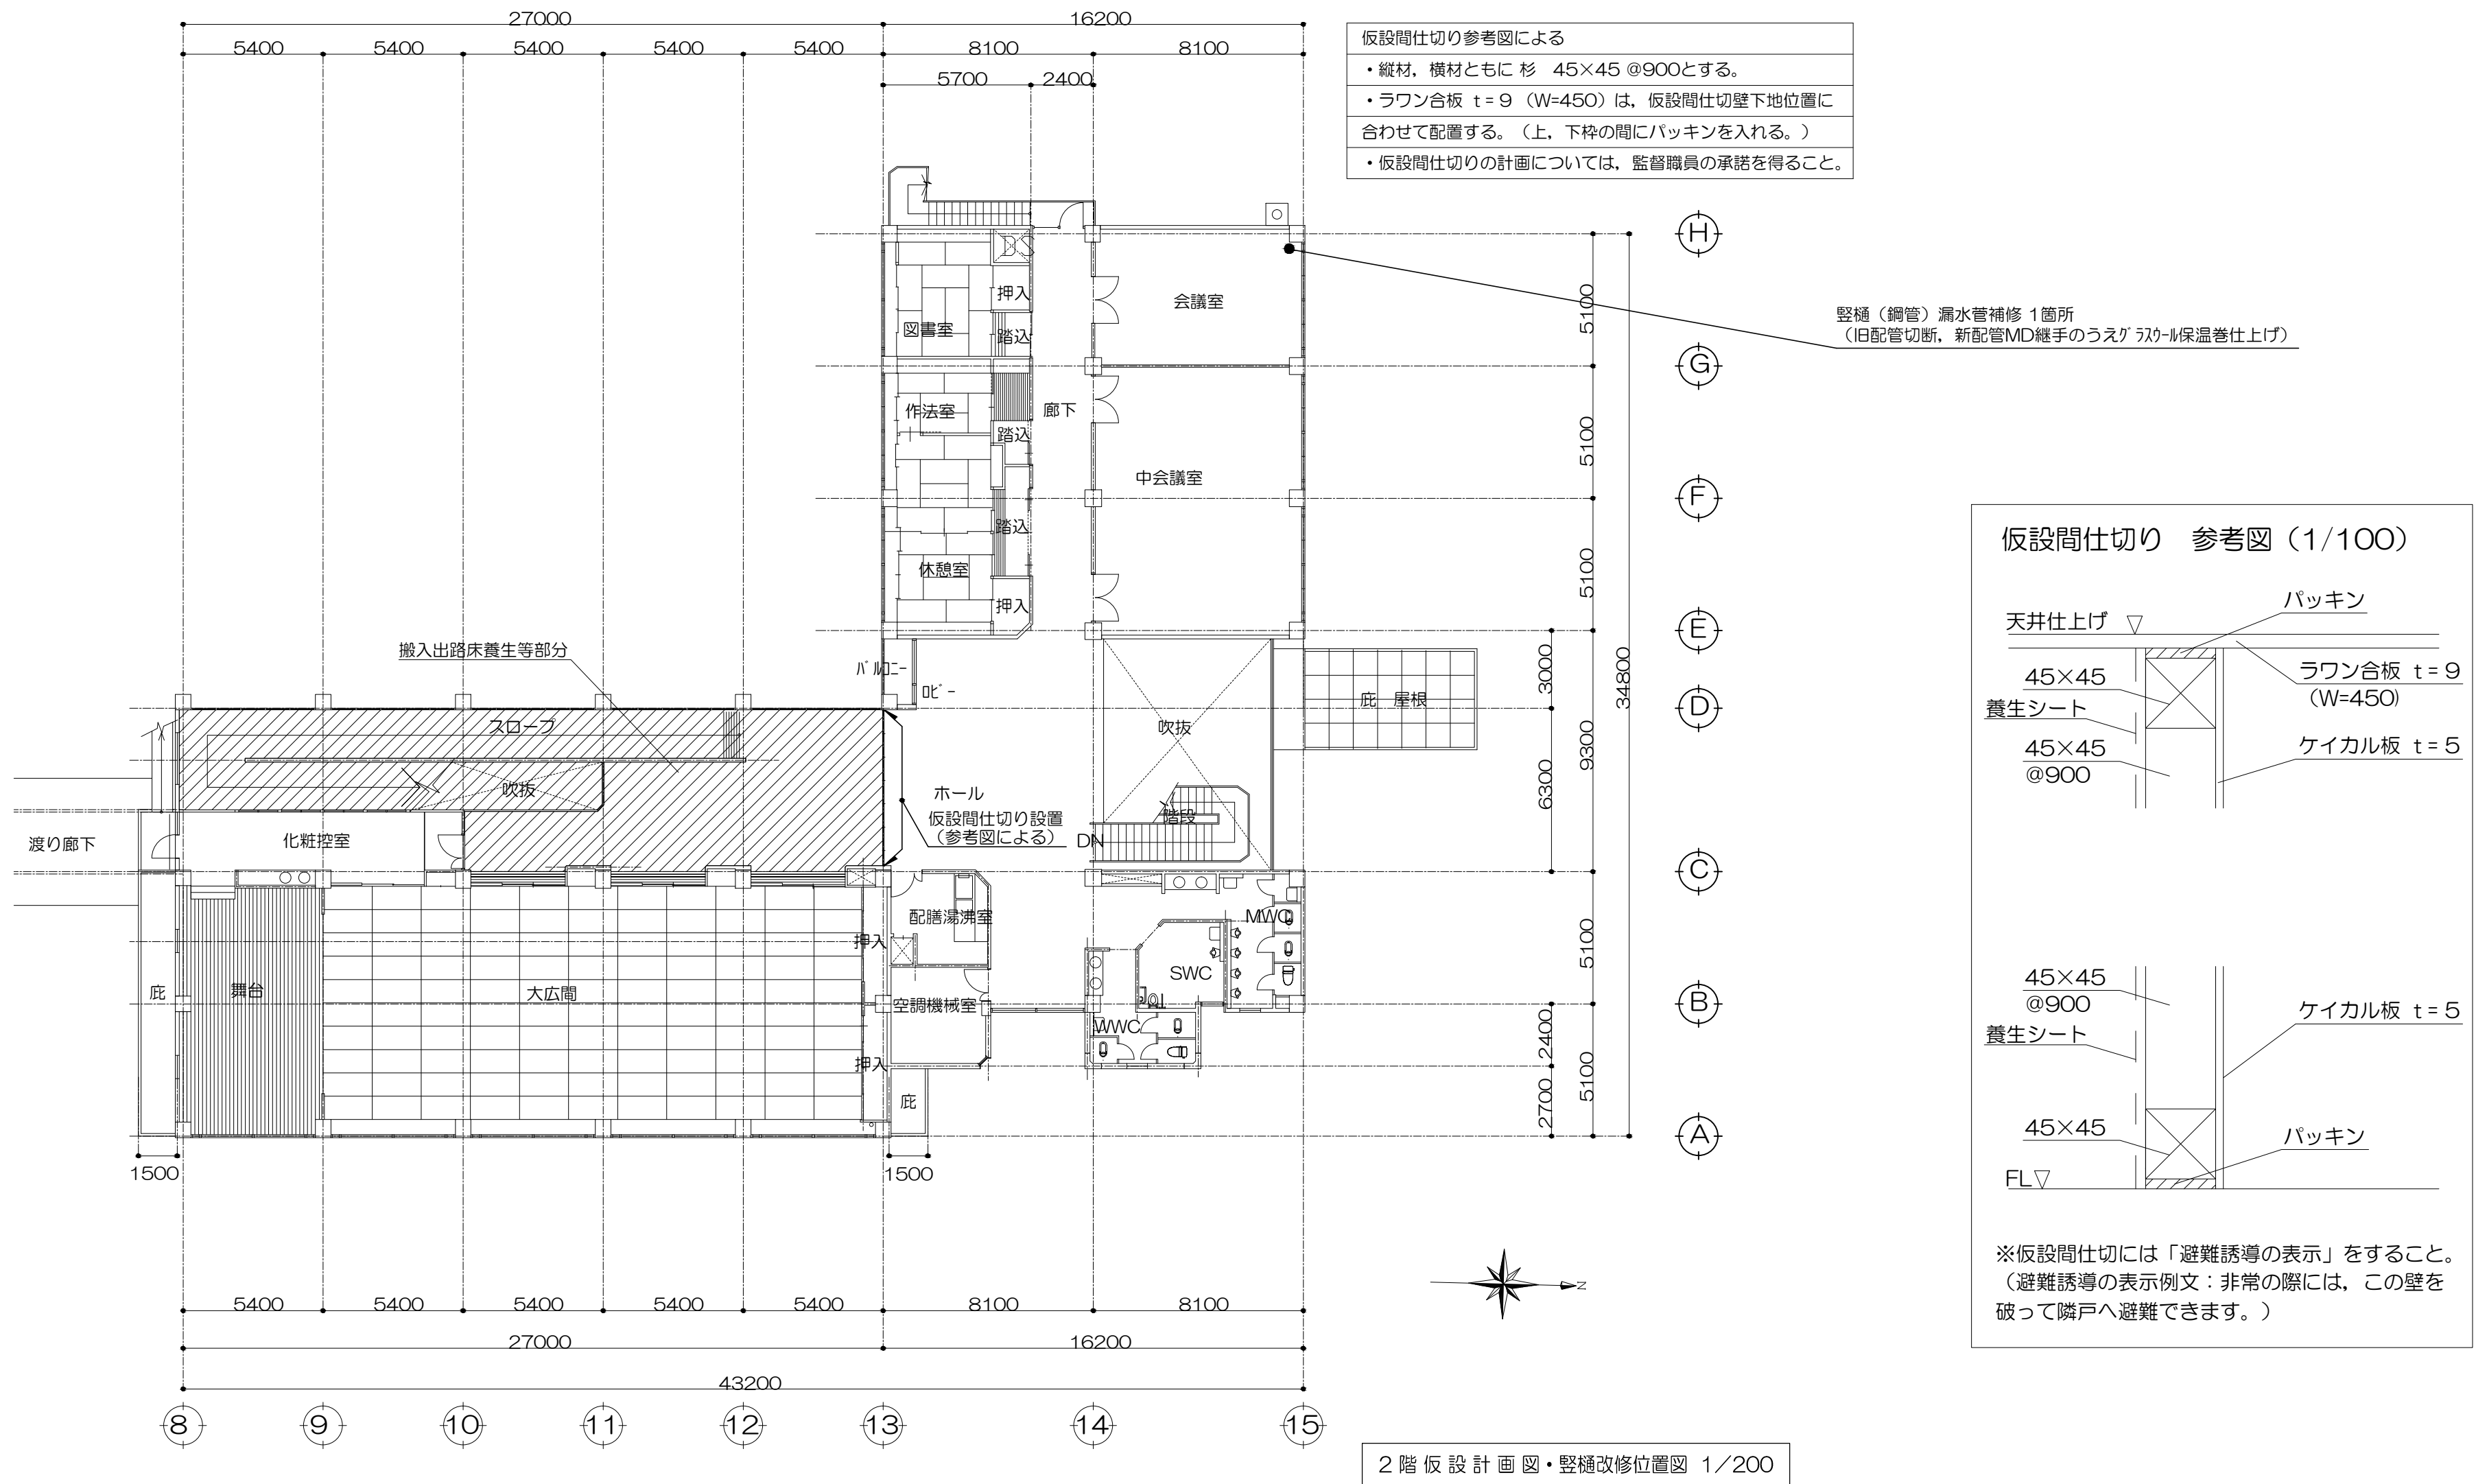 27000
16200
5400
5400
5400
5400
5400
8100
8100
5700
2400
仮設間仕切り参考図による
・縦材，横材ともに 杉　45×45 @900とする。
・ラワン合板 t=9 （W=450）は，仮設間仕切壁下地位置に
合わせて配置する。（上，下枠の間にパッキンを入れる。）
・仮設間仕切りの計画については，監督職員の承諾を得ること。
H
G
F
E
D
C
B
A
5100
5100
5100
3000
9300
6300
34800
5100
2400
5100
2700
竪樋（鋼管）漏水菅補修 1箇所
（旧配管切断，新配管MD継手のうえｸﾞﾗｽｳｰﾙ保温巻仕上げ）
押入
図書室
踏込
会議室
作法室
踏込
廊下
中会議室
踏込
休憩室
押入
搬入出路床養生等部分
ﾊﾞﾙｺﾆｰ
ﾛﾋﾞｰ
庇　屋根
スロープ
吹抜
吹抜
ホール
仮設間仕切り設置
（参考図による）
DN
階段
渡り廊下
化粧控室
配膳湯沸室
MWC
押入
SWC
庇
舞台
大広間
空調機械室
WWC
押入
庇
1500
1500
仮設間仕切り　参考図（1/100）
パッキン
天井仕上げ
ラワン合板 t=9
（W=450）
45×45
養生シート
45×45
@900
ケイカル板 t=5
45×45
@900
養生シート
ケイカル板 t=5
45×45
パッキン
FL
※仮設間仕切には「避難誘導の表示」をすること。
（避難誘導の表示例文：非常の際には，この壁を
破って隣戸へ避難できます。）
N
5400
5400
5400
5400
5400
8100
8100
27000
16200
43200
8
9
10
11
12
13
14
15
2階仮設計画図・竪樋改修位置図 1／200